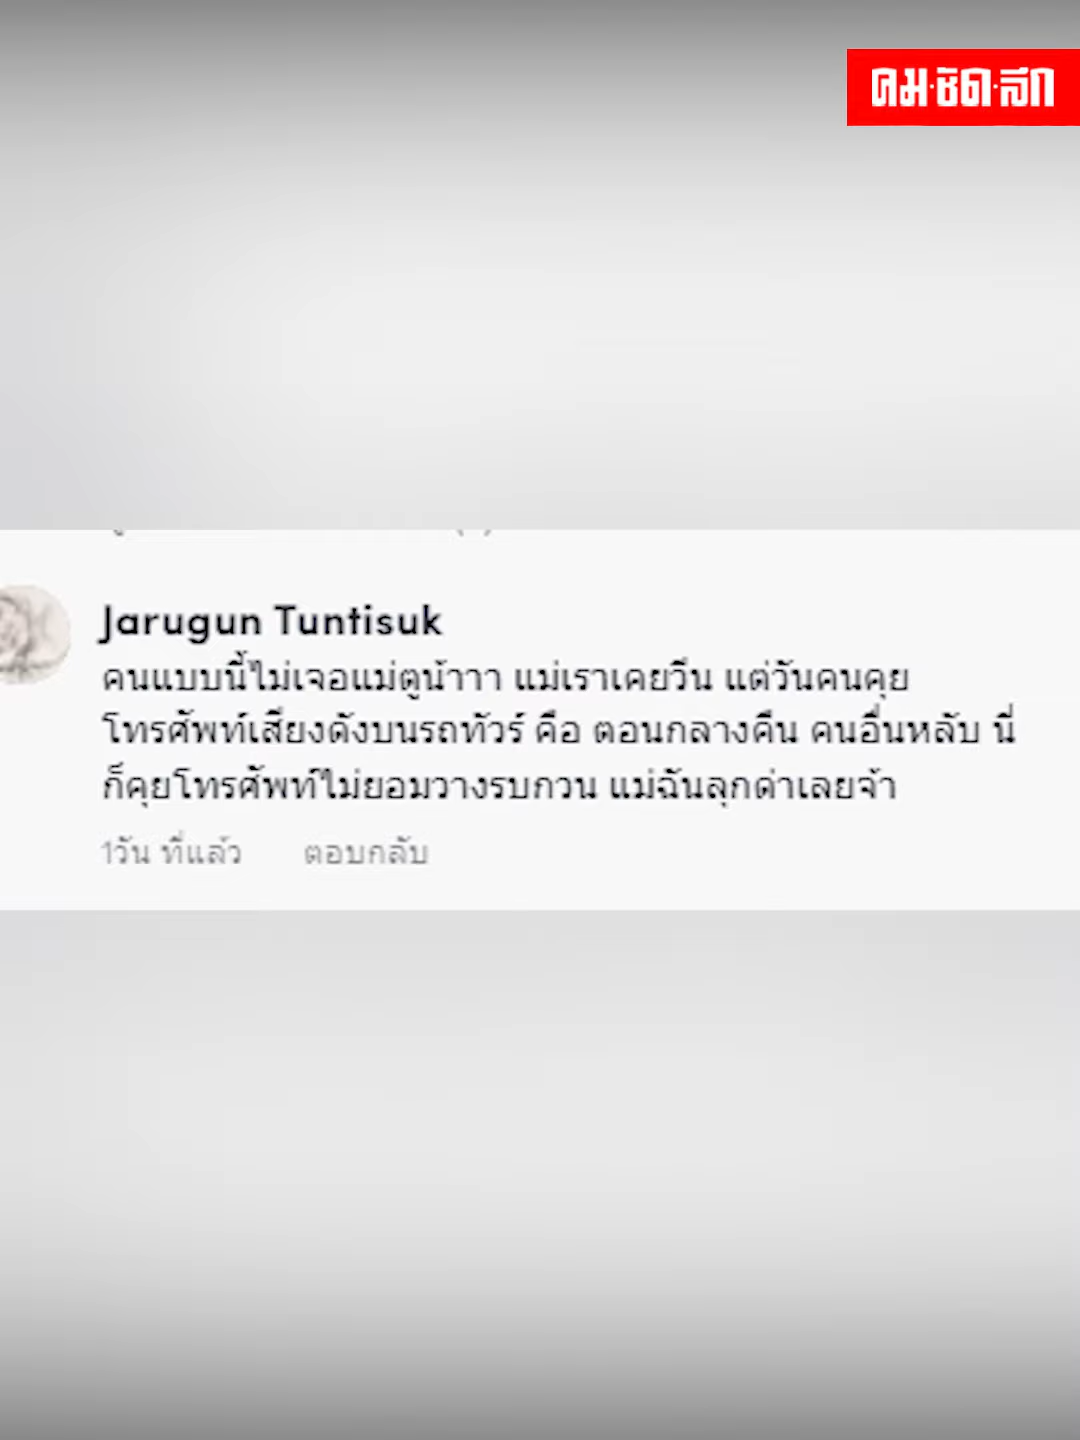 คม·ชัด·ลึก
Jarugun Tuntisuk
คนแบบนี้ไม่เจอแม่ตูน้าาา แม่เราเคยวีน แต่วันคนคุย
โทรศัพท์เสียงดังบนรถทัวร์ คือ ตอนกลางคืน คนอื่นหลับ นี่
ก็คุยโทรศัพท์ไม่ยอมวางรบกวน แม่ฉันลุกด่าเลยจ้า
1วัน ที่แล้ว ตอบกลับ